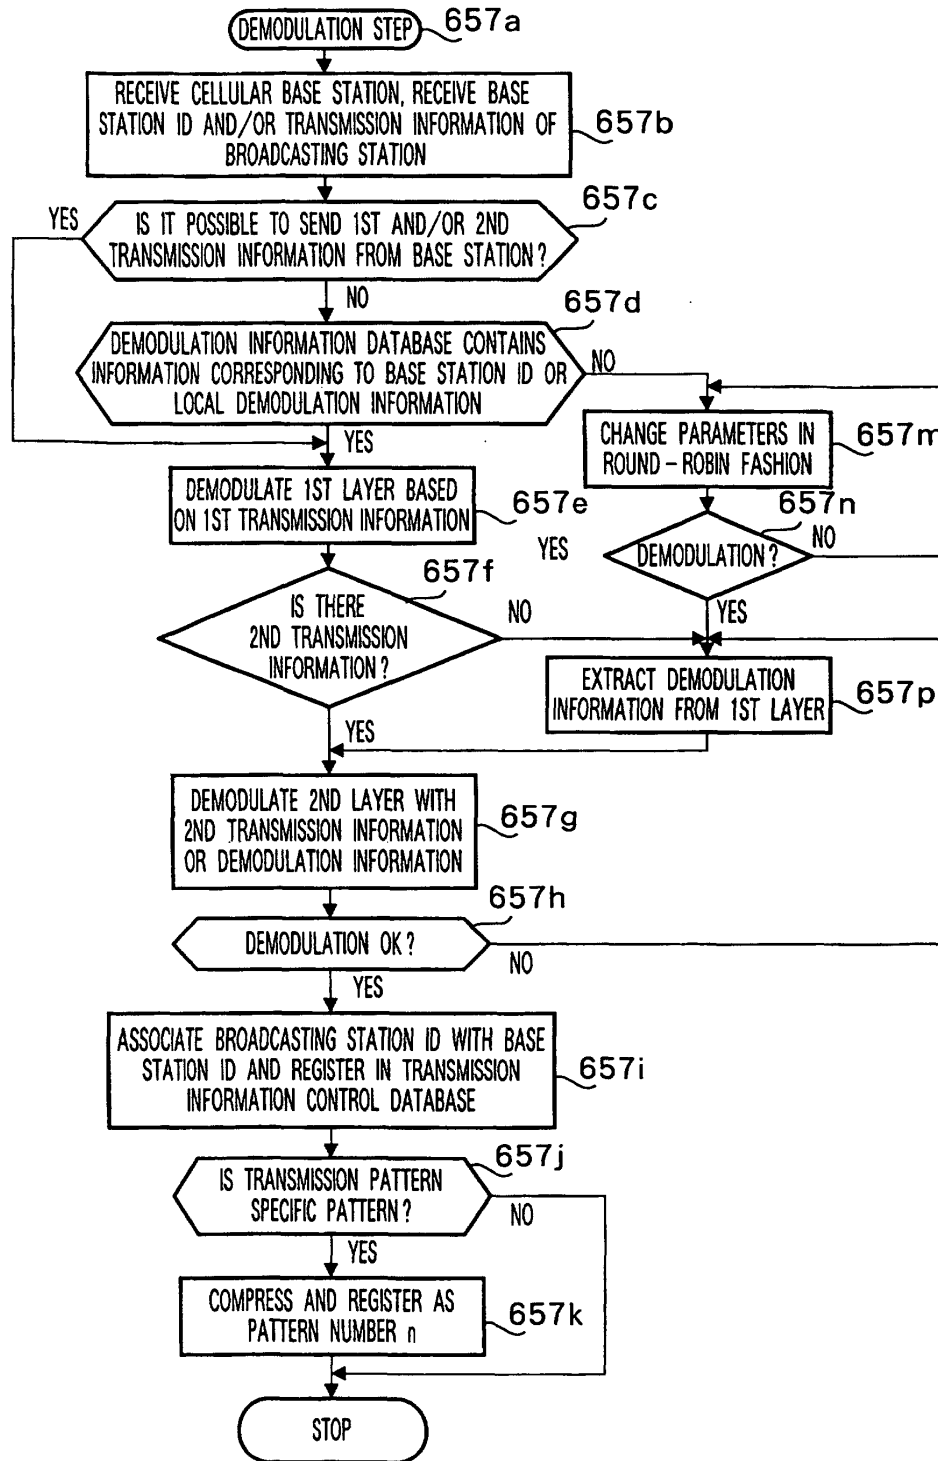 DEMODULATION STEP
657a
RECEIVE CELLULAR BASE STATION, RECEIVE BASE
STATION ID AND/OR TRANSMISSION INFORMATION OF
BROADCASTING STATION
657b
657c
YES
IS IT POSSIBLE TO SEND 1ST AND/OR 2ND
TRANSMISSION INFORMATION FROM BASE STATION?
NO
657d
DEMODULATION INFORMATION DATABASE CONTAINS
INFORMATION CORRESPONDING TO BASE STATION ID OR
LOCAL DEMODULATION INFORMATION
NO
YES
CHANGE PARAMETERS IN
ROUND-ROBIN FASHION
657m
DEMODULATE 1ST LAYER BASED
ON 1ST TRANSMISSION INFORMATION
657e
657n
YES
DEMODULATION?
NO
657f
IS THERE
2ND TRANSMISSION
INFORMATION?
NO
YES
EXTRACT DEMODULATION
INFORMATION FROM 1ST LAYER
657p
YES
DEMODULATE 2ND LAYER WITH
2ND TRANSMISSION INFORMATION
OR DEMODULATION INFORMATION
657g
657h
DEMODULATION OK?
NO
YES
ASSOCIATE BROADCASTING STATION ID WITH BASE
STATION ID AND REGISTER IN TRANSMISSION
INFORMATION CONTROL DATABASE
657i
657j
IS TRANSMISSION PATTERN
SPECIFIC PATTERN?
NO
YES
COMPRESS AND REGISTER AS
PATTERN NUMBER n
657k
STOP